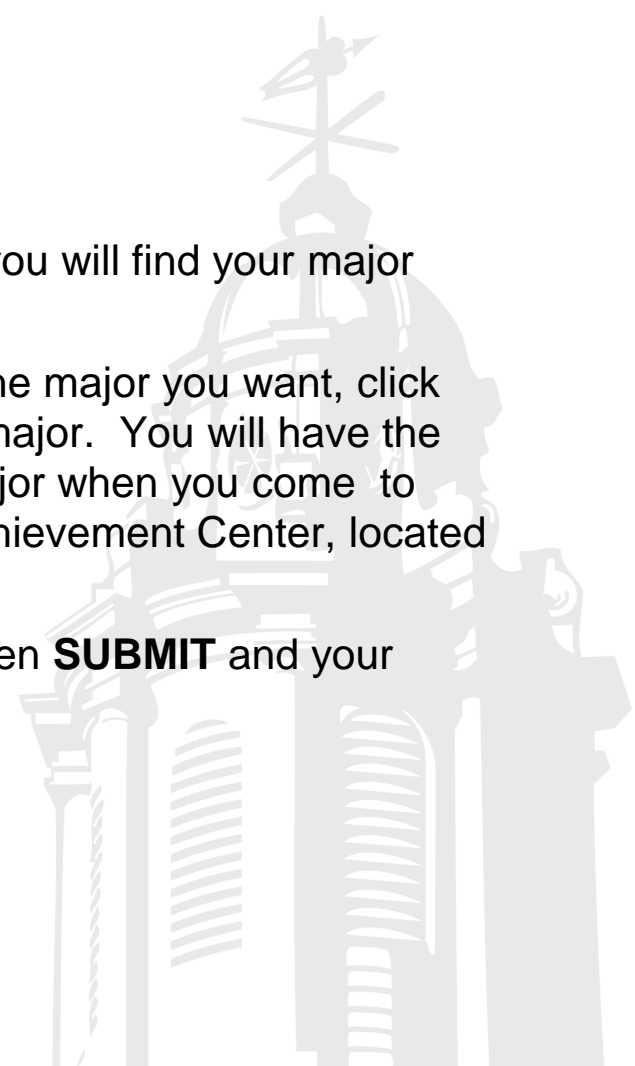 you will find your major
he major you want, click
major. You will have the
jor when you come to
hievement Center, located
en SUBMIT and your